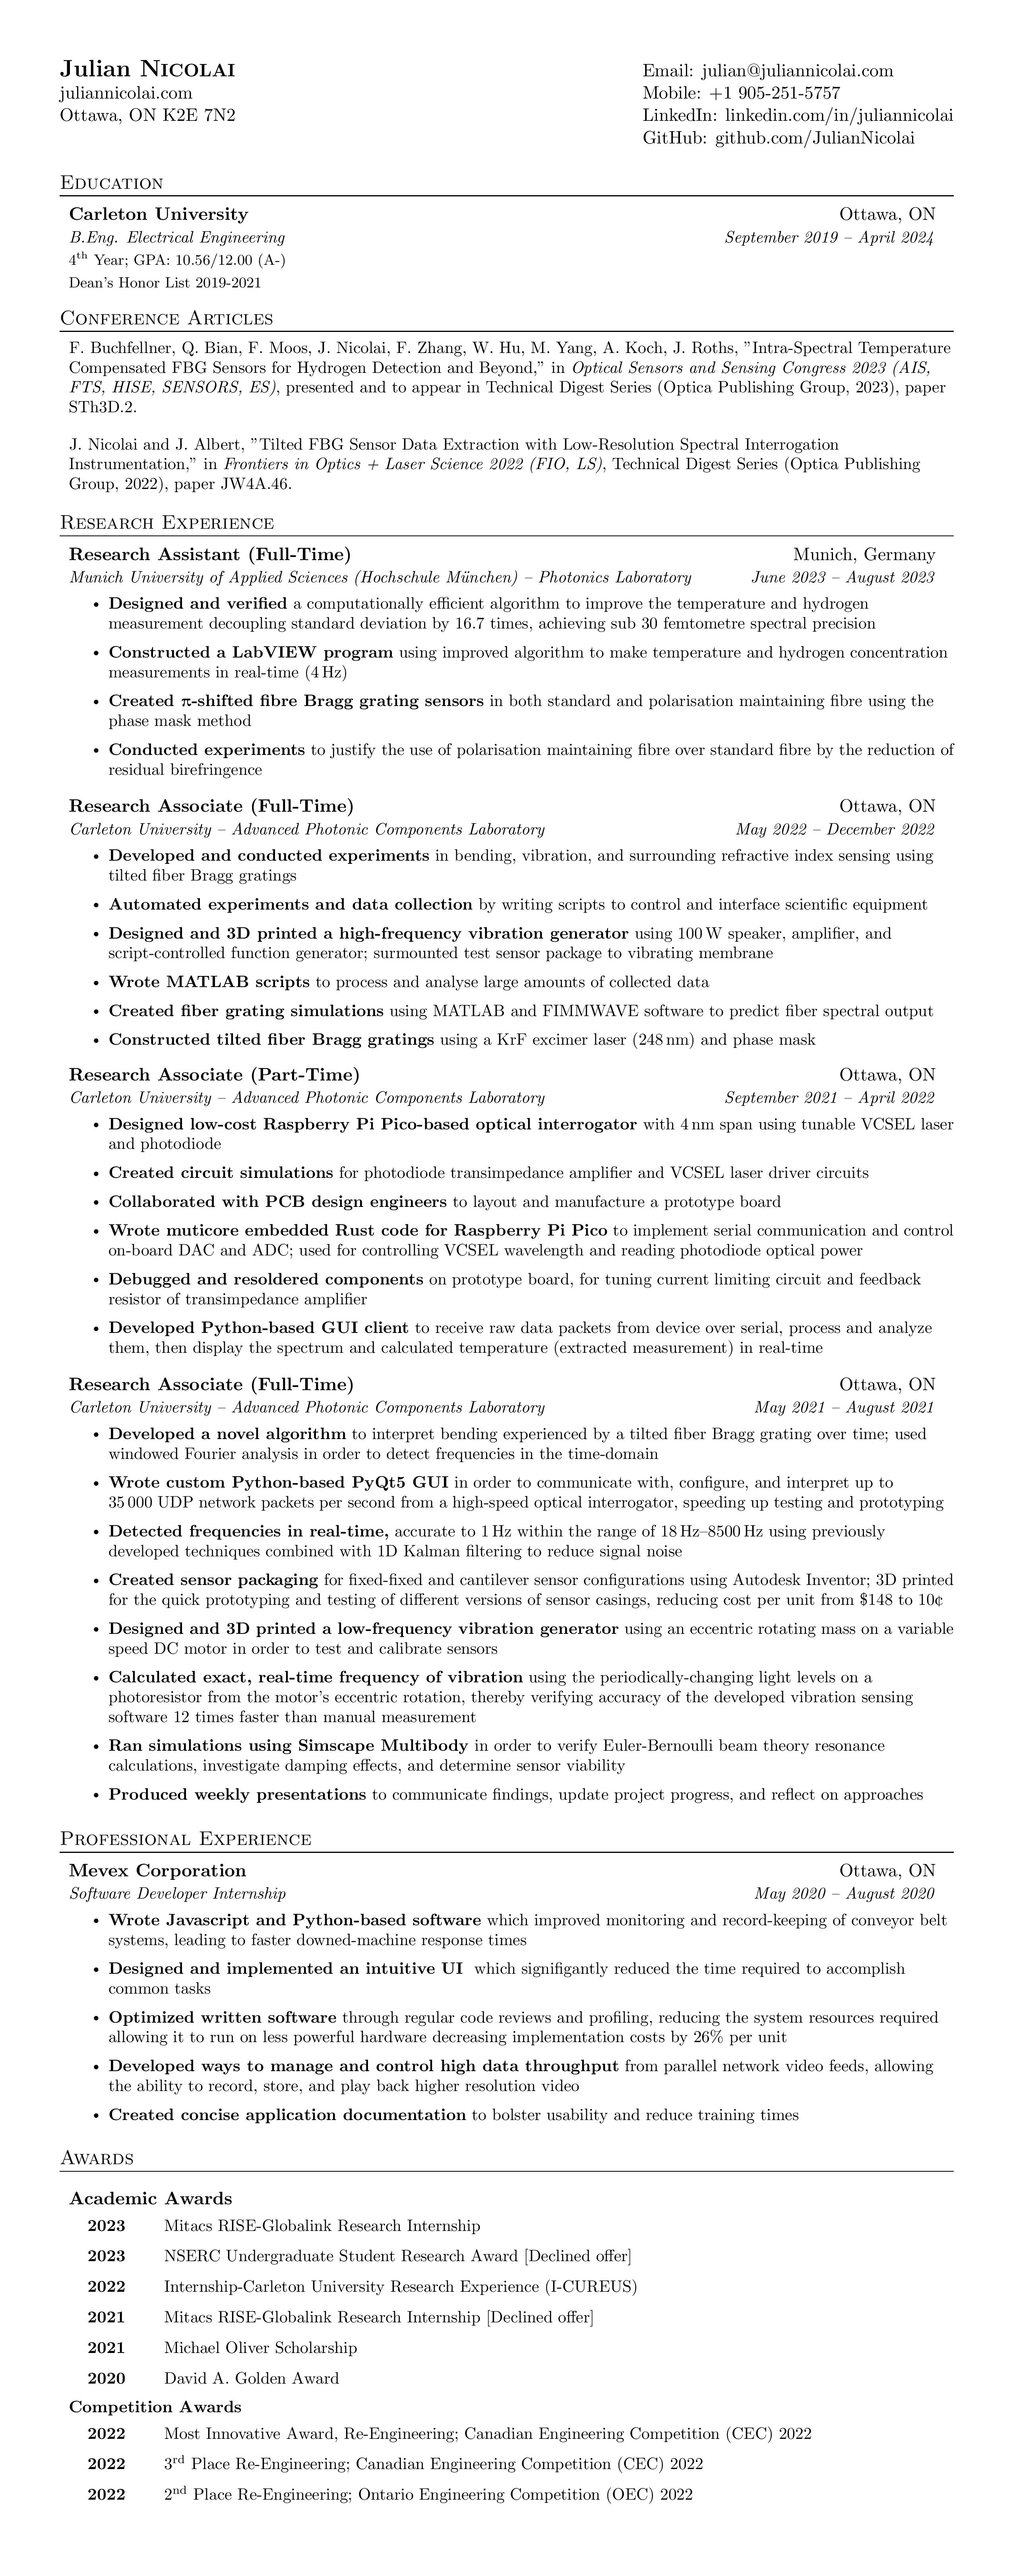 Julian NICOLAI
juliannicolai.com
Ottawa, ON K2E 7N2
Email: julian@juliannicolai.com
Mobile: +1 905-251-5757
LinkedIn: linkedin.com/in/juliannicolai
GitHub: github.com/JulianNicolai
Education
Carleton University Ottawa, ON
B.Eng. Electrical Engineering September 2019 – April 2024
4th Year; GPA: 10.56/12.00 (A-)
Dean's Honor List 2019-2021
Conference Articles
F. Buchfellner, Q. Bian, F. Moos, J. Nicolai, F. Zhang, W. Hu, M. Yang, A. Koch, J. Roths, ”Intra-Spectral Temperature
Compensated FBG Sensors for Hydrogen Detection and Beyond,” in Optical Sensors and Sensing Congress 2023 (AIS,
FTS, HISE, SENSORS, ES), presented and to appear in Technical Digest Series (Optica Publishing Group, 2023), paper
STh3D.2.
J. Nicolai and J. Albert, ”Tilted FBG Sensor Data Extraction with Low-Resolution Spectral Interrogation
Instrumentation,” in Frontiers in Optics + Laser Science 2022 (FIO, LS), Technical Digest Series (Optica Publishing
Group, 2022), paper JW4A.46.
Research Experience
Research Assistant (Full-Time) Munich, Germany
Munich University of Applied Sciences (Hochschule München) – Photonics Laboratory June 2023 – August 2023
• Designed and verified a computationally efficient algorithm to improve the temperature and hydrogen
measurement decoupling standard deviation by 16.7 times, achieving sub 30 femtometre spectral precision
• Constructed a LabVIEW program using improved algorithm to make temperature and hydrogen concentration
measurements in real-time (4 Hz)
• Created π-shifted fibre Bragg grating sensors in both standard and polarisation maintaining fibre using the
phase mask method
• Conducted experiments to justify the use of polarisation maintaining fibre over standard fibre by the reduction of
residual birefringence
Research Associate (Full-Time) Ottawa, ON
Carleton University – Advanced Photonic Components Laboratory May 2022 – December 2022
• Developed and conducted experiments in bending, vibration, and surrounding refractive index sensing using
tilted fiber Bragg gratings
• Automated experiments and data collection by writing scripts to control and interface scientific equipment
• Designed and 3D printed a high-frequency vibration generator using 100 W speaker, amplifier, and
script-controlled function generator; surmounted test sensor package to vibrating membrane
• Wrote MATLAB scripts to process and analyse large amounts of collected data
• Created fiber grating simulations using MATLAB and FIMMWAVE software to predict fiber spectral output
• Constructed tilted fiber Bragg gratings using a KrF excimer laser (248 nm) and phase mask
Research Associate (Part-Time) Ottawa, ON
Carleton University – Advanced Photonic Components Laboratory September 2021 – April 2022
• Designed low-cost Raspberry Pi Pico-based optical interrogator with 4 nm span using tunable VCSEL laser
and photodiode
• Created circuit simulations for photodiode transimpedance amplifier and VCSEL laser driver circuits
• Collaborated with PCB design engineers to layout and manufacture a prototype board
• Wrote muticore embedded Rust code for Raspberry Pi Pico to implement serial communication and control
on-board DAC and ADC; used for controlling VCSEL wavelength and reading photodiode optical power
• Debugged and resoldered components on prototype board, for tuning current limiting circuit and feedback
resistor of transimpedance amplifier
• Developed Python-based GUI client to receive raw data packets from device over serial, process and analyze
them, then display the spectrum and calculated temperature (extracted measurement) in real-time
Research Associate (Full-Time) Ottawa, ON
Carleton University – Advanced Photonic Components Laboratory May 2021 – August 2021
• Developed a novel algorithm to interpret bending experienced by a tilted fiber Bragg grating over time; used
windowed Fourier analysis in order to detect frequencies in the time-domain
• Wrote custom Python-based PyQt5 GUI in order to communicate with, configure, and interpret up to
35 000 UDP network packets per second from a high-speed optical interrogator, speeding up testing and prototyping
• Detected frequencies in real-time, accurate to 1 Hz within the range of 18 Hz–8500 Hz using previously
developed techniques combined with 1D Kalman filtering to reduce signal noise
• Created sensor packaging for fixed-fixed and cantilever sensor configurations using Autodesk Inventor; 3D printed
for the quick prototyping and testing of different versions of sensor casings, reducing cost per unit from $148 to 10¢
• Designed and 3D printed a low-frequency vibration generator using an eccentric rotating mass on a variable
speed DC motor in order to test and calibrate sensors
• Calculated exact, real-time frequency of vibration using the periodically-changing light levels on a
photoresistor from the motor's eccentric rotation, thereby verifying accuracy of the developed vibration sensing
software 12 times faster than manual measurement
• Ran simulations using Simscape Multibody in order to verify Euler-Bernoulli beam theory resonance
calculations, investigate damping effects, and determine sensor viability
• Produced weekly presentations to communicate findings, update project progress, and reflect on approaches
Professional Experience
Mevex Corporation Ottawa, ON
Software Developer Internship May 2020 – August 2020
• Wrote Javascript and Python-based software which improved monitoring and record-keeping of conveyor belt
systems, leading to faster downed-machine response times
• Designed and implemented an intuitive UI which signifigantly reduced the time required to accomplish
common tasks
• Optimized written software through regular code reviews and profiling, reducing the system resources required
allowing it to run on less powerful hardware decreasing implementation costs by 26% per unit
• Developed ways to manage and control high data throughput from parallel network video feeds, allowing
the ability to record, store, and play back higher resolution video
• Created concise application documentation to bolster usability and reduce training times
Awards
Academic Awards
2023 Mitacs RISE-Globalink Research Internship
2023 NSERC Undergraduate Student Research Award [Declined offer]
2022 Internship-Carleton University Research Experience (I-CUREUS)
2021 Mitacs RISE-Globalink Research Internship [Declined offer]
2021 Michael Oliver Scholarship
2020 David A. Golden Award
Competition Awards
2022 Most Innovative Award, Re-Engineering; Canadian Engineering Competition (CEC) 2022
2022 3rd Place Re-Engineering; Canadian Engineering Competition (CEC) 2022
2022 2nd Place Re-Engineering; Ontario Engineering Competition (OEC) 2022